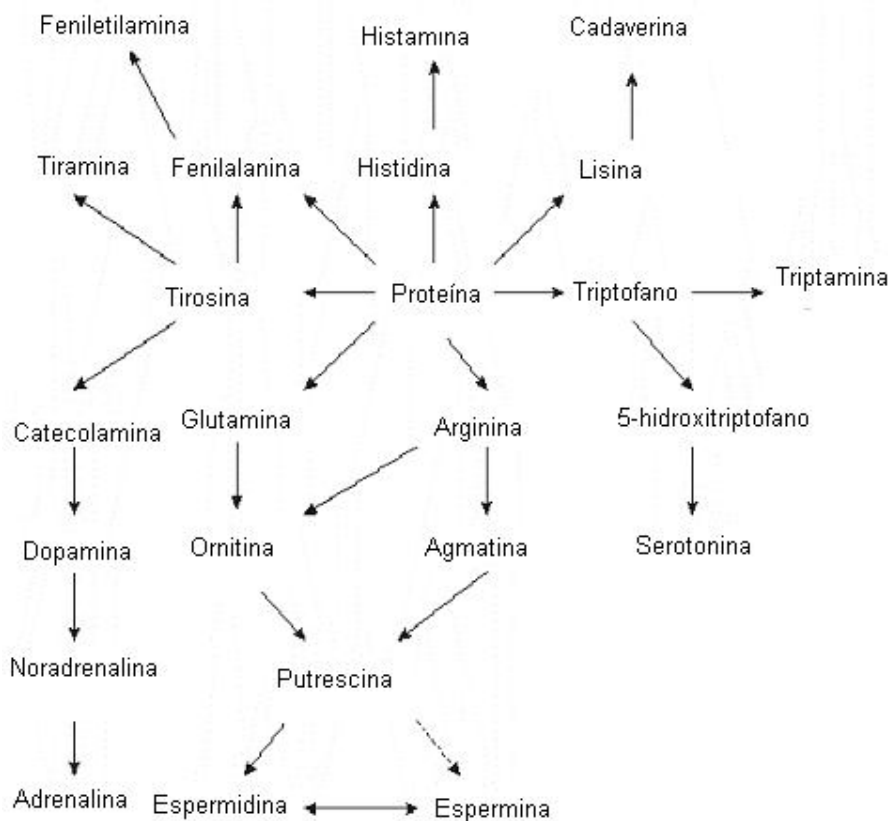 Feniletilamina
Histamina
Cadaverina
Tiramina
Fenilalanina
Histidina
Lisina
Tirosina
Proteína
Triptofano
Triptamina
Catecolamina
Glutamina
Arginina
5-hidroxitriptofano
Dopamina
Ornitina
Agmatina
Serotonina
Noradrenalina
Putrescina
Adrenalina
Espermidina
Espermina